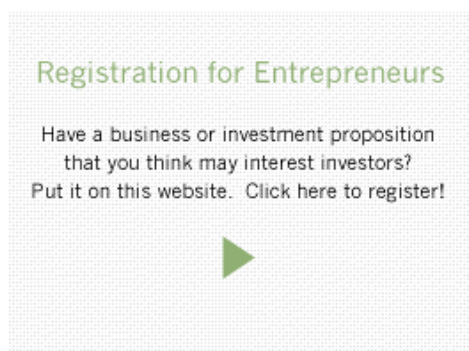 Registration for Entrepreneurs
Have a business or investment proposition
that you think may interest investors?
Put it on this website.  Click here to register!